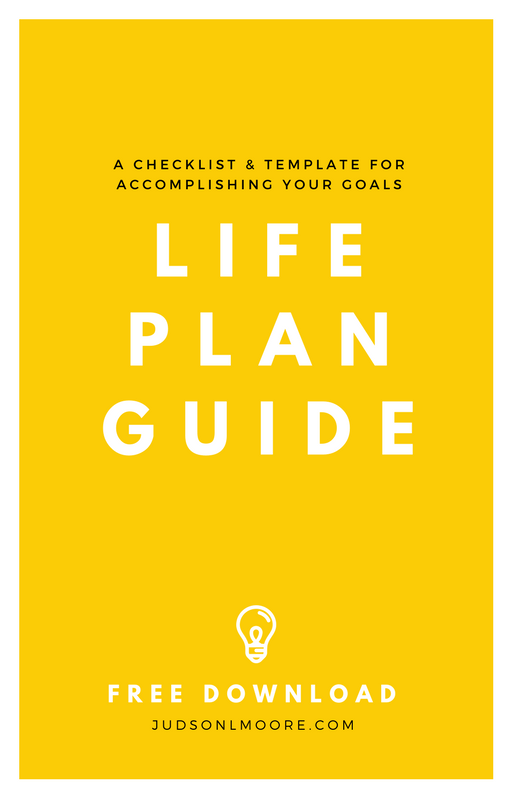 A CHECKLIST & TEMPLATE FOR
ACCOMPLISHING YOUR GOALS
LIFE
PLAN
GUIDE
FREE DOWNLOAD
JUDSONLMOORE.COM